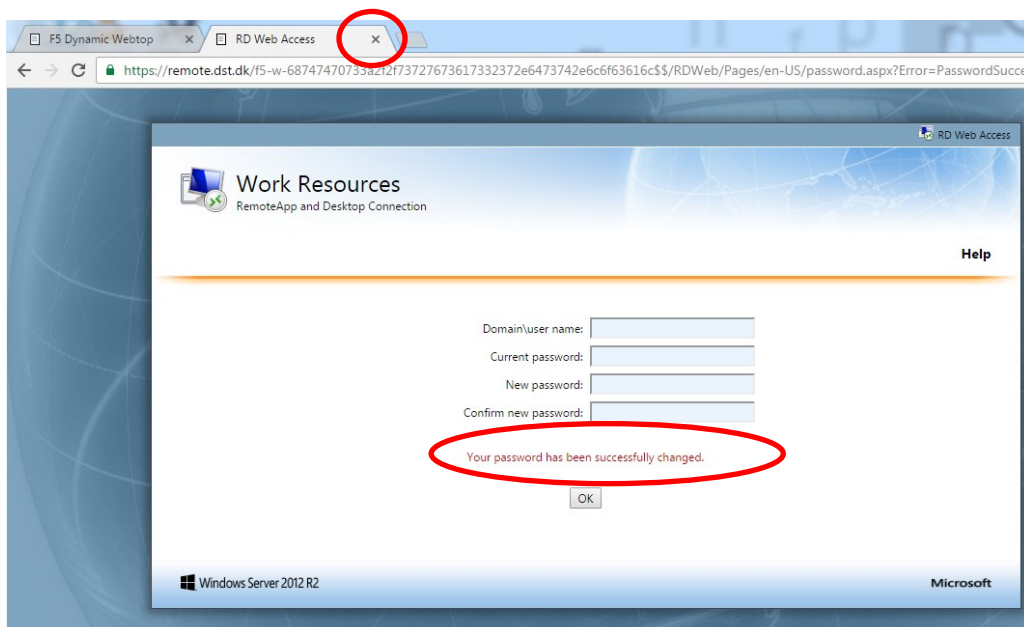 F5 Dynamic Webtop × RD Web Access ×
https://remote.dst.dk/f5-w-68747470733a2f2f73727673617332372e6473742e6c6f63616c$$/RDWeb/Pages/en-US/password.aspx?Error=PasswordSucce
RD Web Access
Work Resources
RemoteApp and Desktop Connection
Help
Domain\user name:
Current password:
New password:
Confirm new password:
Your password has been successfully changed.
OK
Windows Server 2012 R2 Microsoft